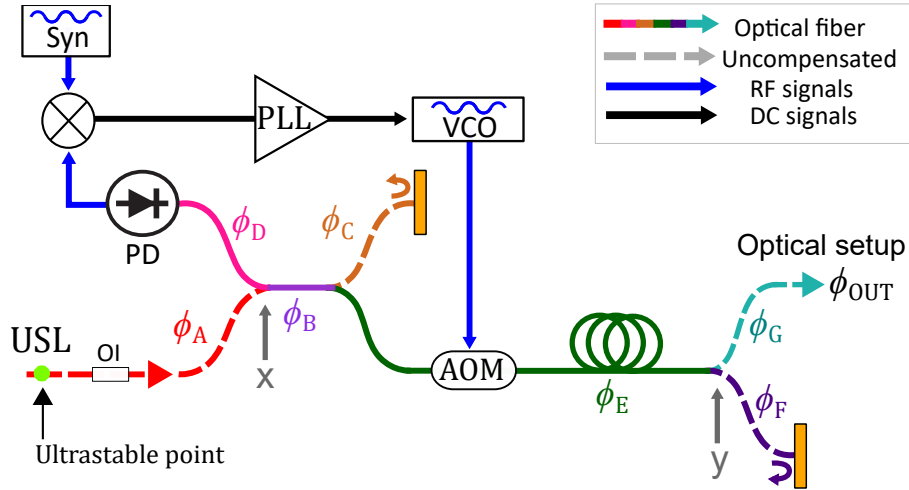 Syn
Optical fiber
Uncompensated
RF signals
DC signals
PLL
VCO
PD
ϕD
ϕC
Optical setup
ϕOUT
ϕA
ϕB
ϕG
USL
OI
x
AOM
ϕE
ϕF
Ultrastable point
y